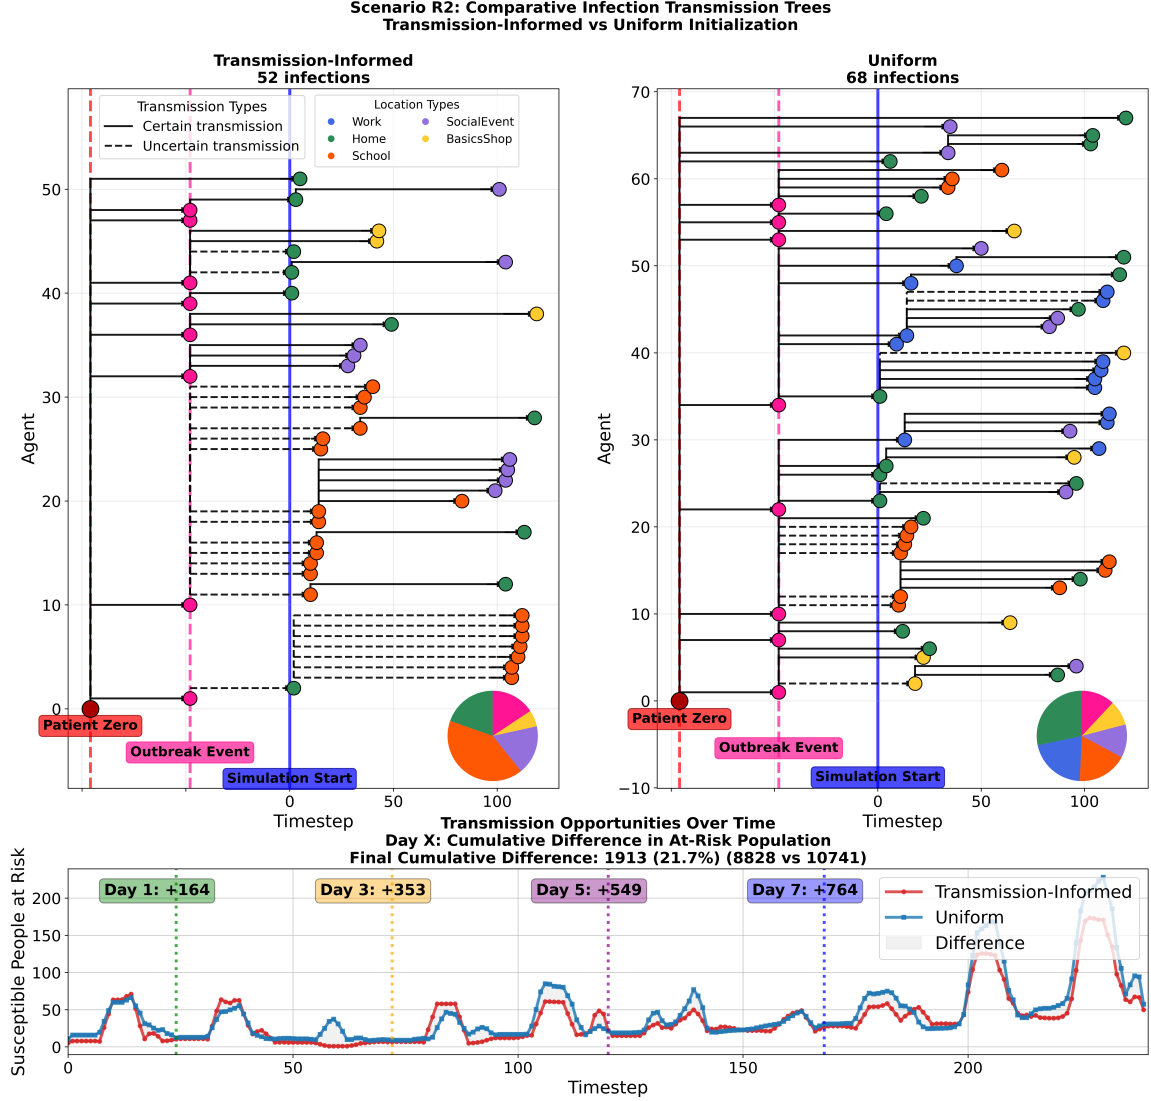 Scenario R2: Comparative Infection Transmission Trees
Transmission-Informed vs Uniform Initialization
Transmission-Informed
52 infections
Transmission Types
Certain transmission
Uncertain transmission
Location Types
Work
Home
School
SocialEvent
BasicsShop
Agent
50
40
30
20
10
0
Patient Zero
Outbreak Event
Simulation Start
0
50
100
Timestep
Uniform
68 infections
Agent
70
60
50
40
30
20
10
0
−10
Patient Zero
Outbreak Event
Simulation Start
0
50
100
Timestep
Transmission Opportunities Over Time
Day X: Cumulative Difference in At-Risk Population
Final Cumulative Difference: 1913 (21.7%) (8828 vs 10741)
Susceptible People at Risk
200
150
100
50
0
Day 1: +164
Day 3: +353
Day 5: +549
Day 7: +764
Transmission-Informed
Uniform
Difference
0
50
100
150
200
Timestep